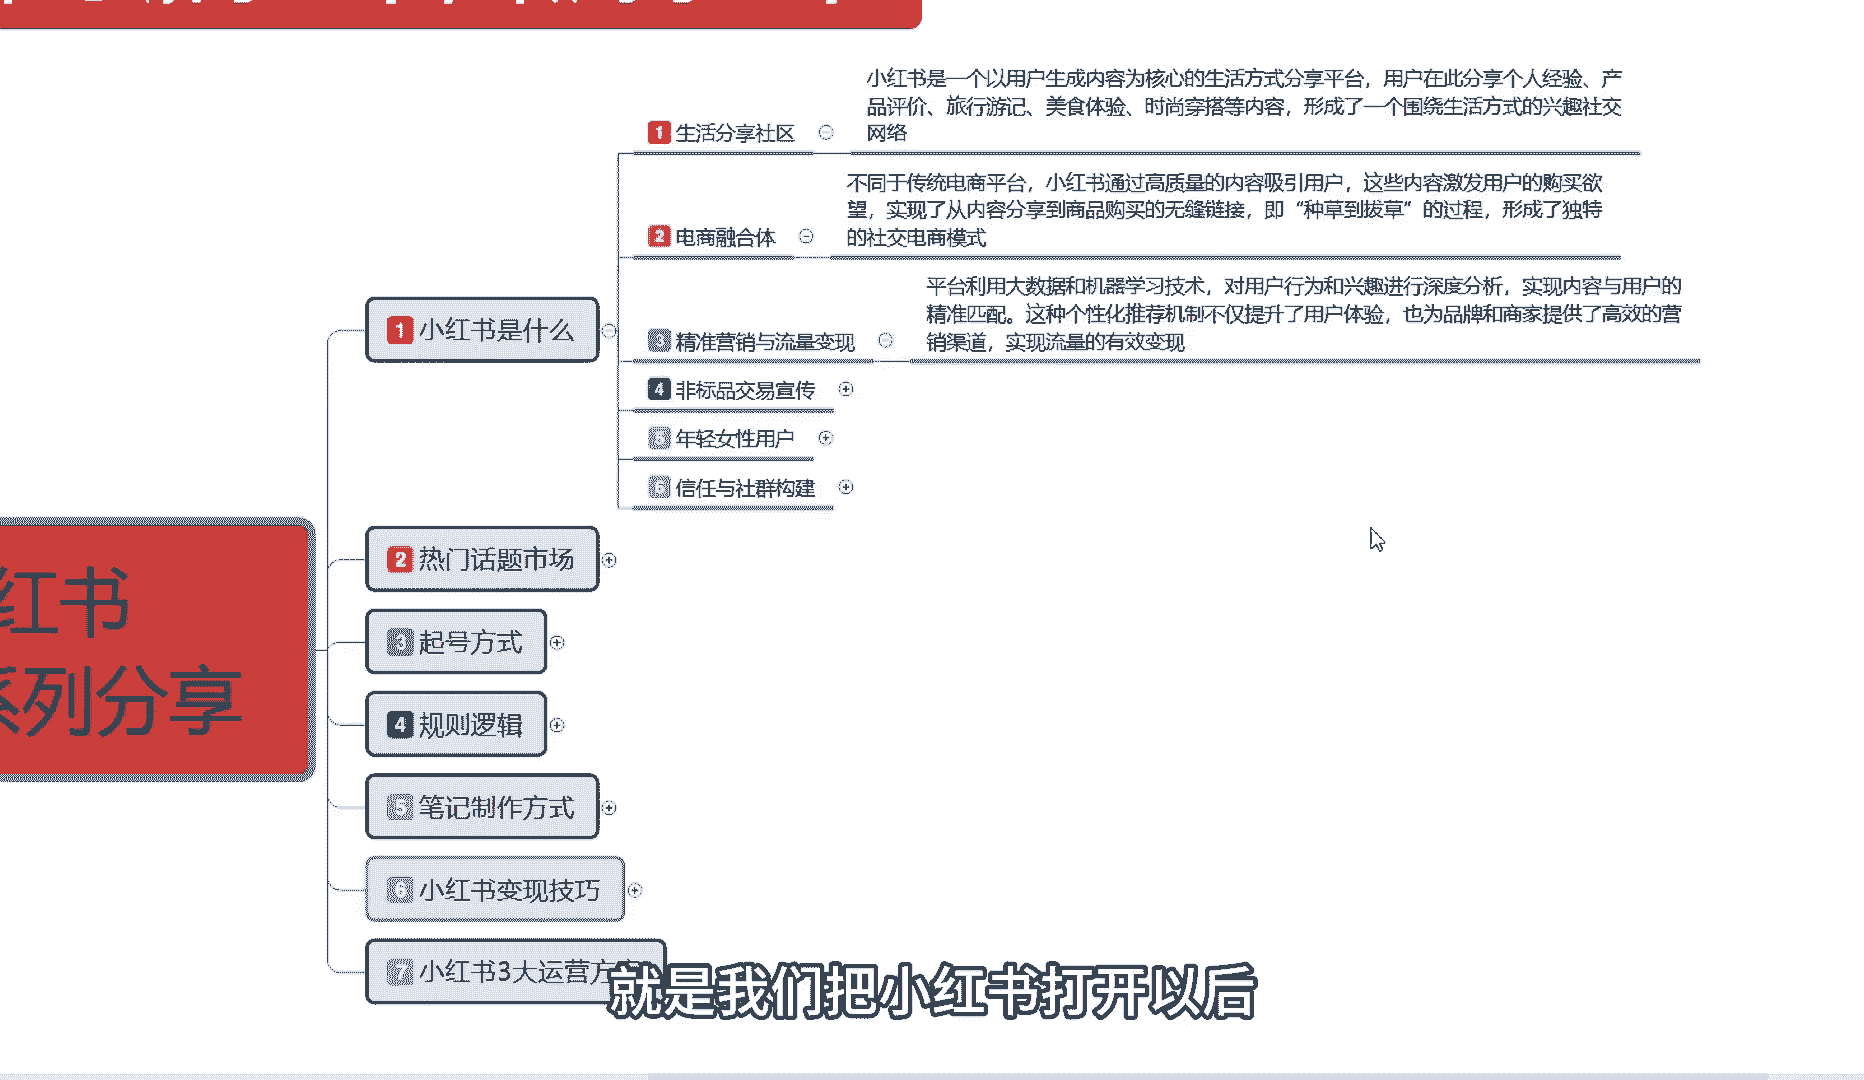 小红书是一个以用户生成内容为核心的生活方式分享平台，用户在此分享个人经验、产
品评价、旅行游记、美食体验、时尚穿搭等内容，形成了一个围绕生活方式的兴趣社交
网络
1 生活分享社区
不同于传统电商平台，小红书通过高质量的内容吸引用户，这些内容激发用户的购买欲
望，实现了从内容分享到商品购买的无缝链接，即“种草到拔草”的过程，形成了独特
的社交电商模式
2 电商融合体
平台利用大数据和机器学习技术，对用户行为和兴趣进行深度分析，实现内容与用户的
精准匹配。这种个性化推荐机制不仅提升了用户体验，也为品牌和商家提供了高效的营
销渠道，实现流量的有效变现
3 精准营销与流量变现
1 小红书是什么
4 非标品交易宣传
5 年轻女性用户
6 信任与社群构建
2 热门话题市场
红书
系列分享
3 起号方式
4 规则逻辑
5 笔记制作方式
6 小红书变现技巧
7 小红书3大运营方
就是我们把小红书打开以后